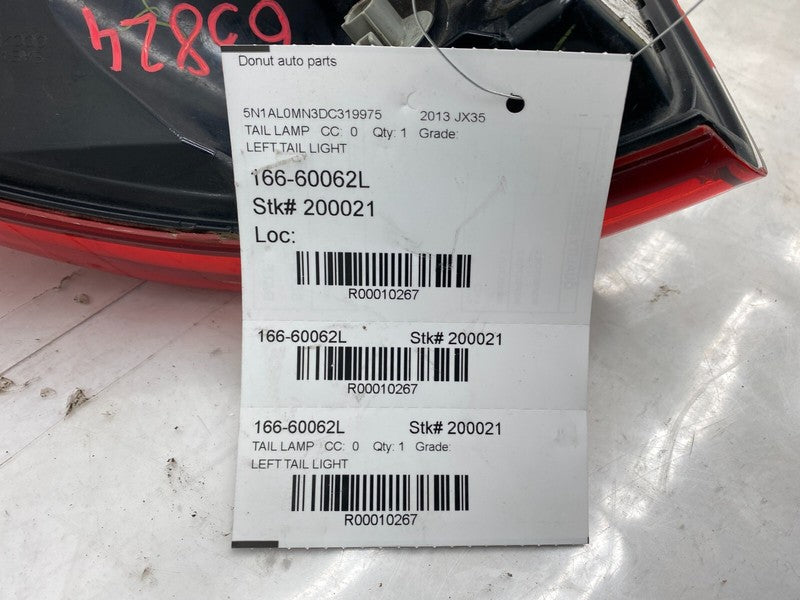 Donut auto parts
5N1AL0MN3DC319975 2013 JX35
TAIL LAMP CC: 0 Qty: 1 Grade:
LEFT TAIL LIGHT
166-60062L
Stk# 200021
Loc:
R00010267
166-60062L Stk# 200021
R00010267
166-60062L Stk# 200021
TAIL LAMP CC: 0 Qty: 1 Grade:
LEFT TAIL LIGHT
R00010267